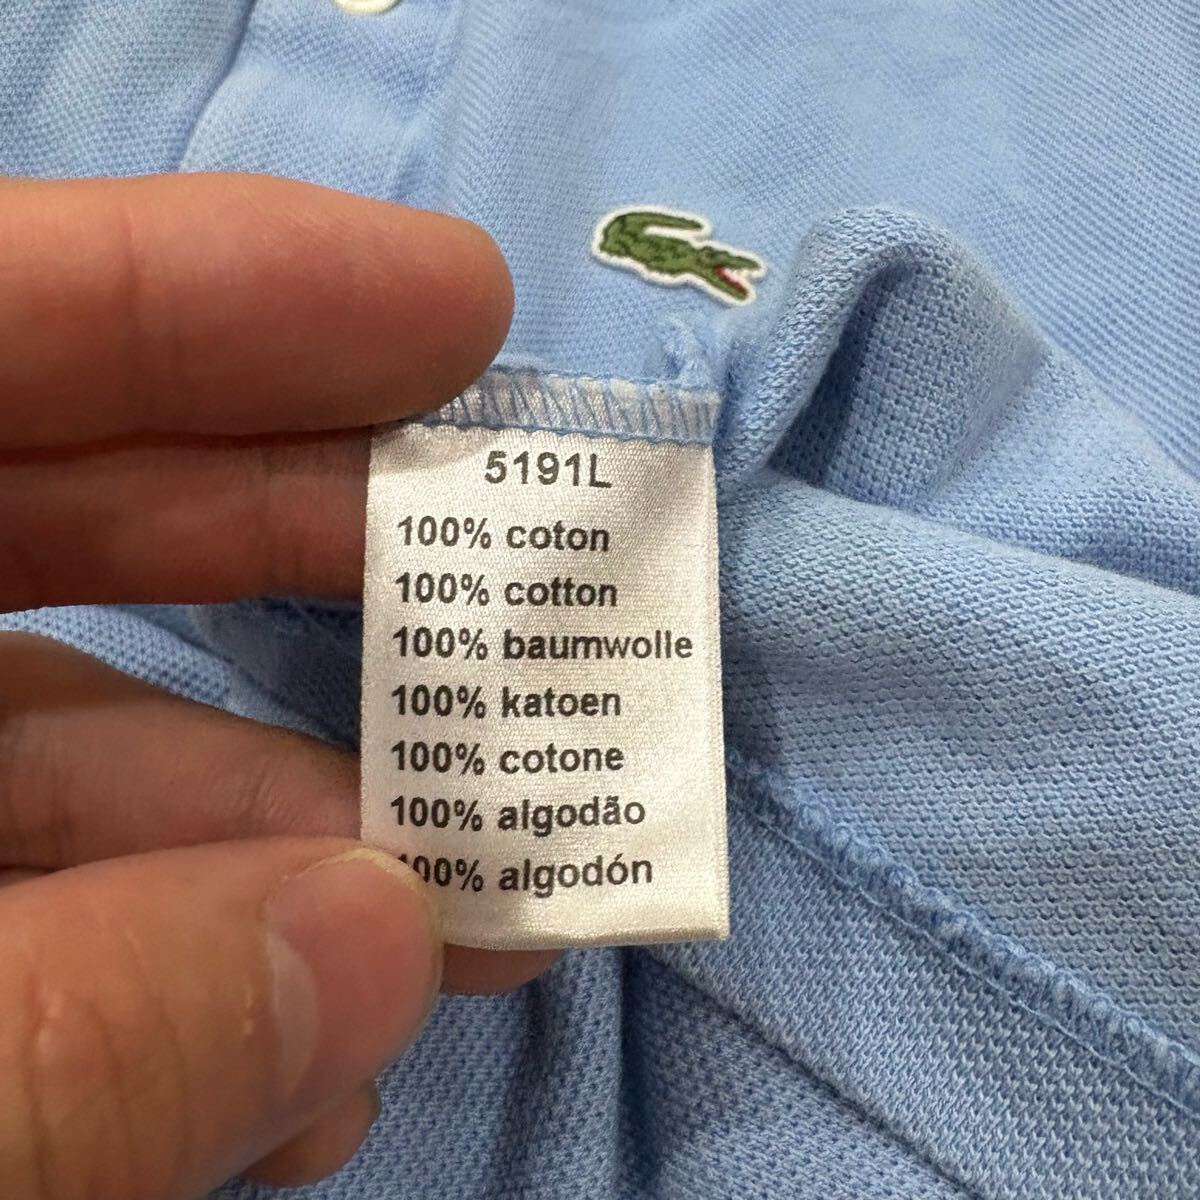 5191L
100% coton
100% cotton
100% baumwolle
100% katoen
100% cotone
100% algodão
100% algodón